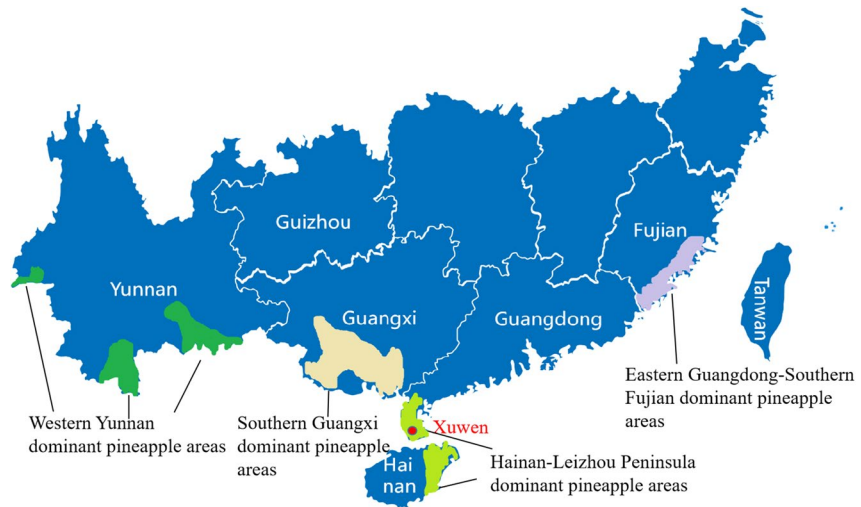 Guizhou
Fujian
Yunnan
Tanwan
Guangxi
Guangdong
Eastern Guangdong-Southern
Fujian dominant pineapple
areas
Western Yunnan
dominant pineapple areas
Southern Guangxi
dominant pineapple
areas
Xuwen
Hainan-Leizhou Peninsula
dominant pineapple areas
Hai
nan